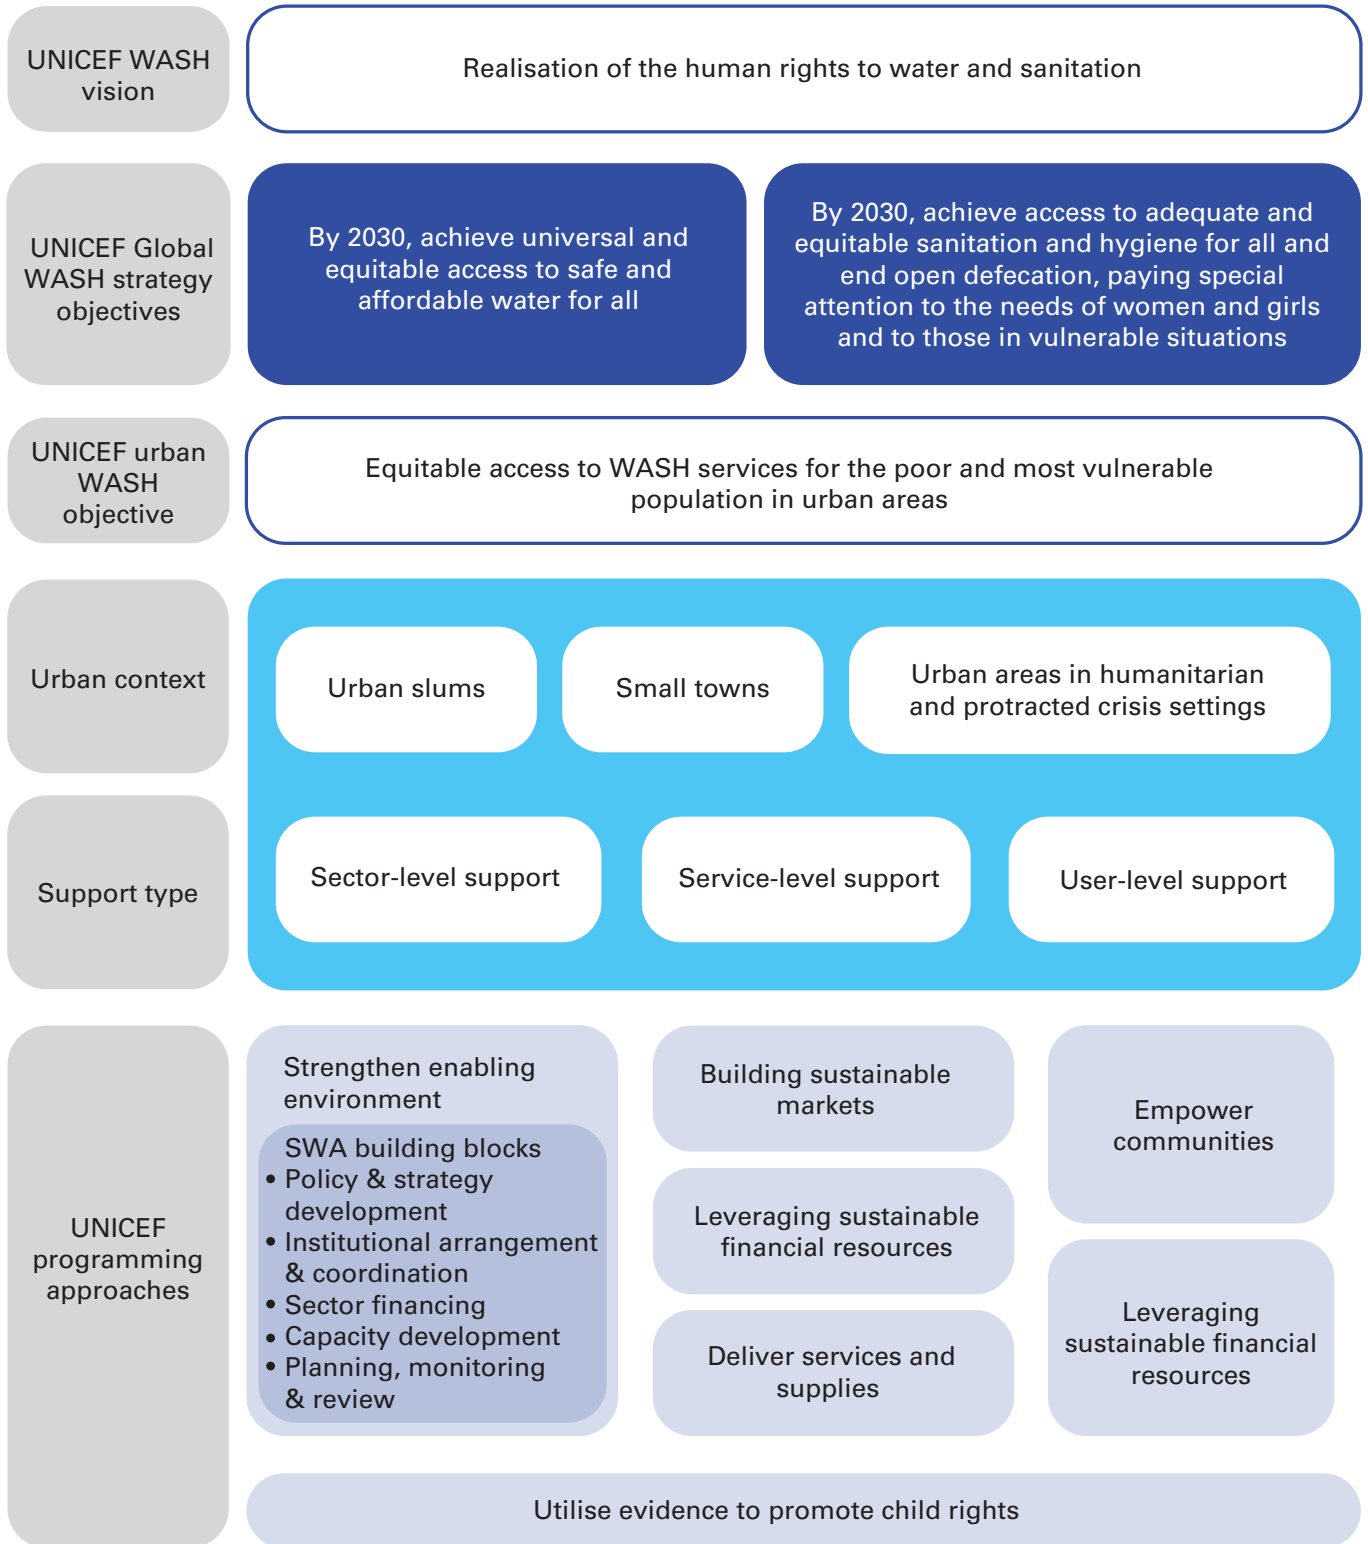 UNICEF WASH
vision
Realisation of the human rights to water and sanitation
UNICEF Global
WASH strategy
objectives
By 2030, achieve universal and
equitable access to safe and
affordable water for all
By 2030, achieve access to adequate and
equitable sanitation and hygiene for all and
end open defecation, paying special
attention to the needs of women and girls
and to those in vulnerable situations
UNICEF urban
WASH
objective
Equitable access to WASH services for the poor and most vulnerable
population in urban areas
Urban context
Urban slums
Small towns
Urban areas in humanitarian
and protracted crisis settings
Support type
Sector-level support
Service-level support
User-level support
UNICEF
programming
approaches
Strengthen enabling
environment
SWA building blocks
• Policy & strategy
development
• Institutional arrangement
& coordination
• Sector financing
• Capacity development
• Planning, monitoring
& review
Building sustainable
markets
Leveraging sustainable
financial resources
Deliver services and
supplies
Empower
communities
Leveraging
sustainable financial
resources
Utilise evidence to promote child rights